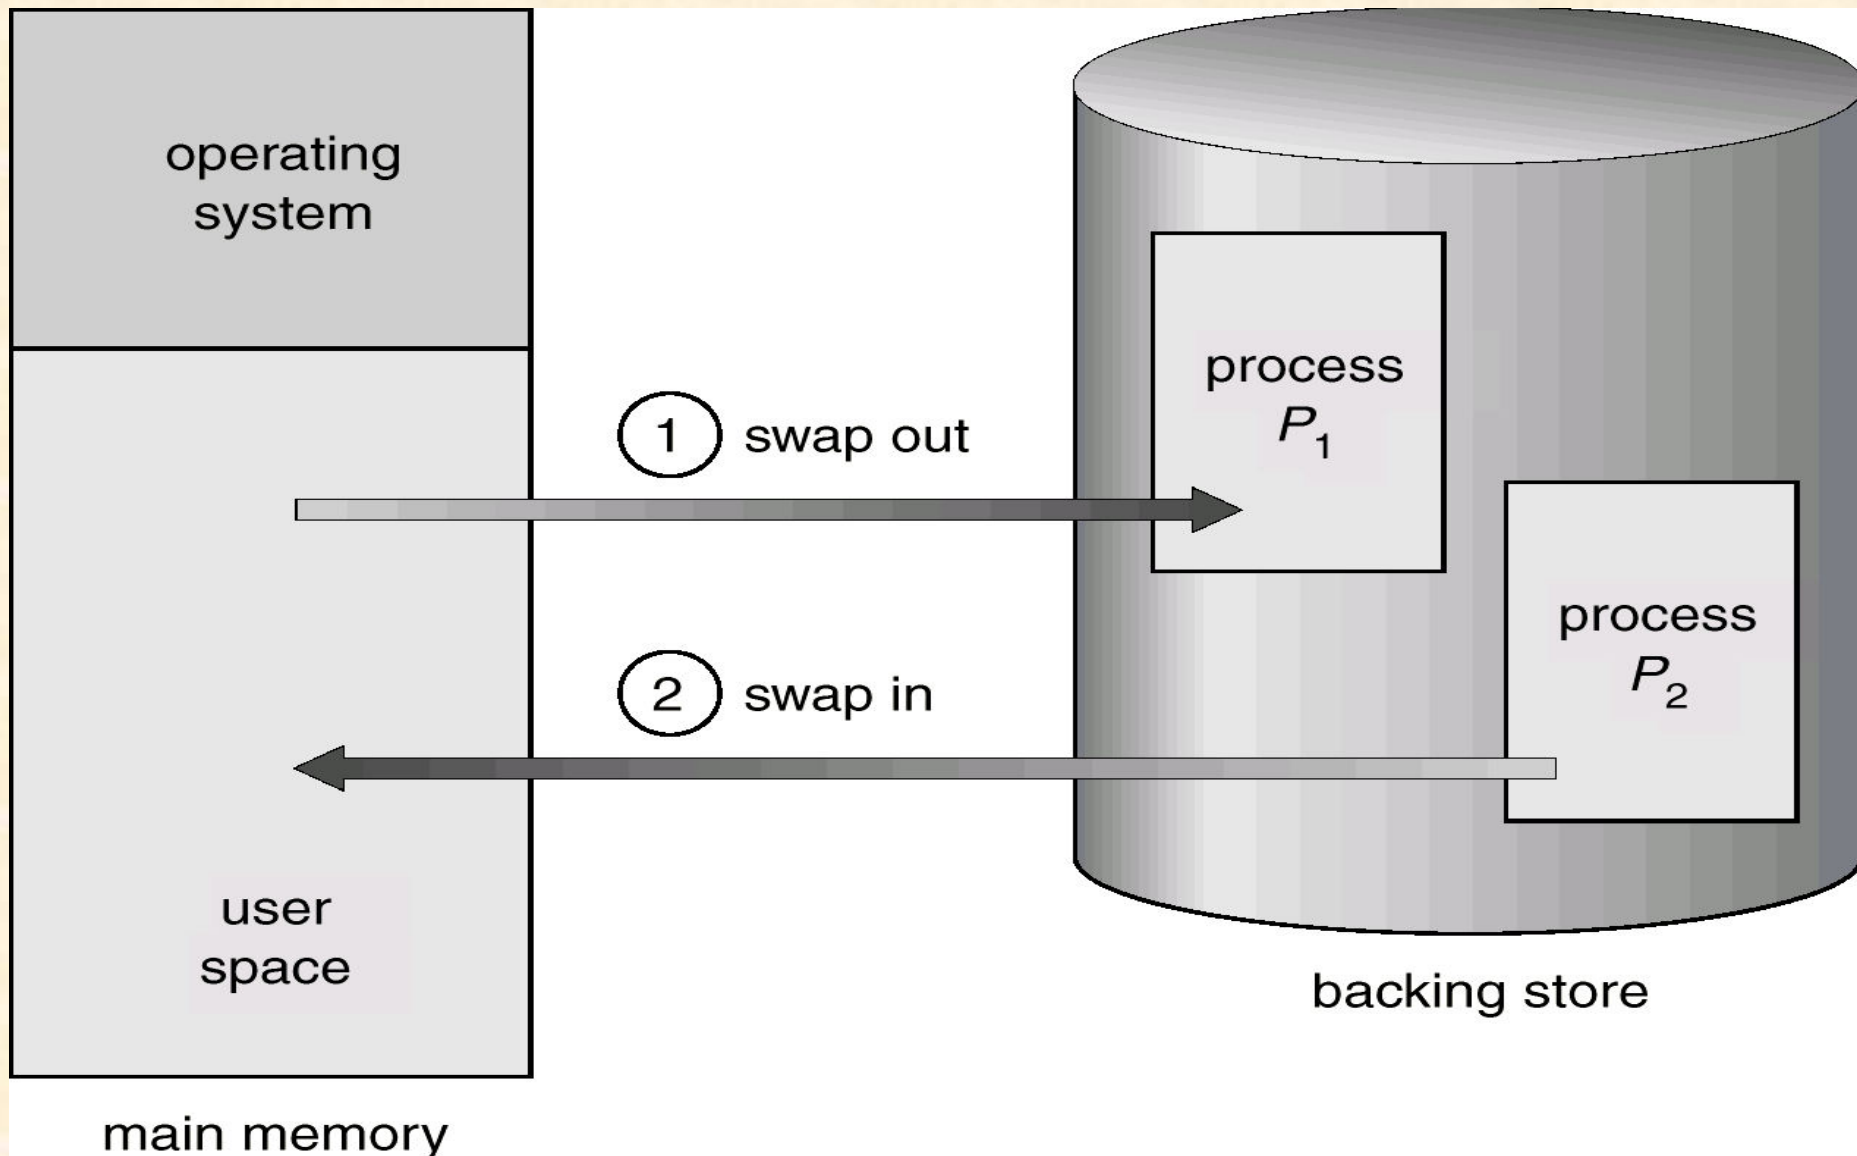 operating
system
process
P1
1 swap out
process
P2
2 swap in
user
space
backing store
main memory